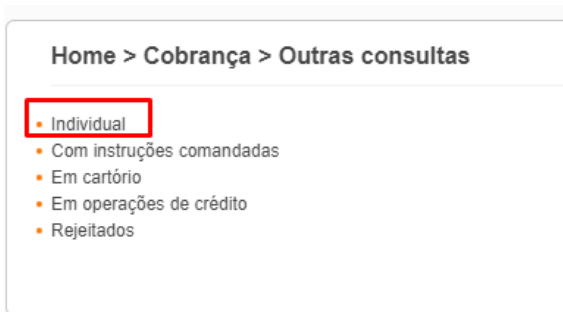 Home > Cobrança > Outras consultas
Individual
Com instruções comandadas
Em cartório
Em operações de crédito
Rejeitados